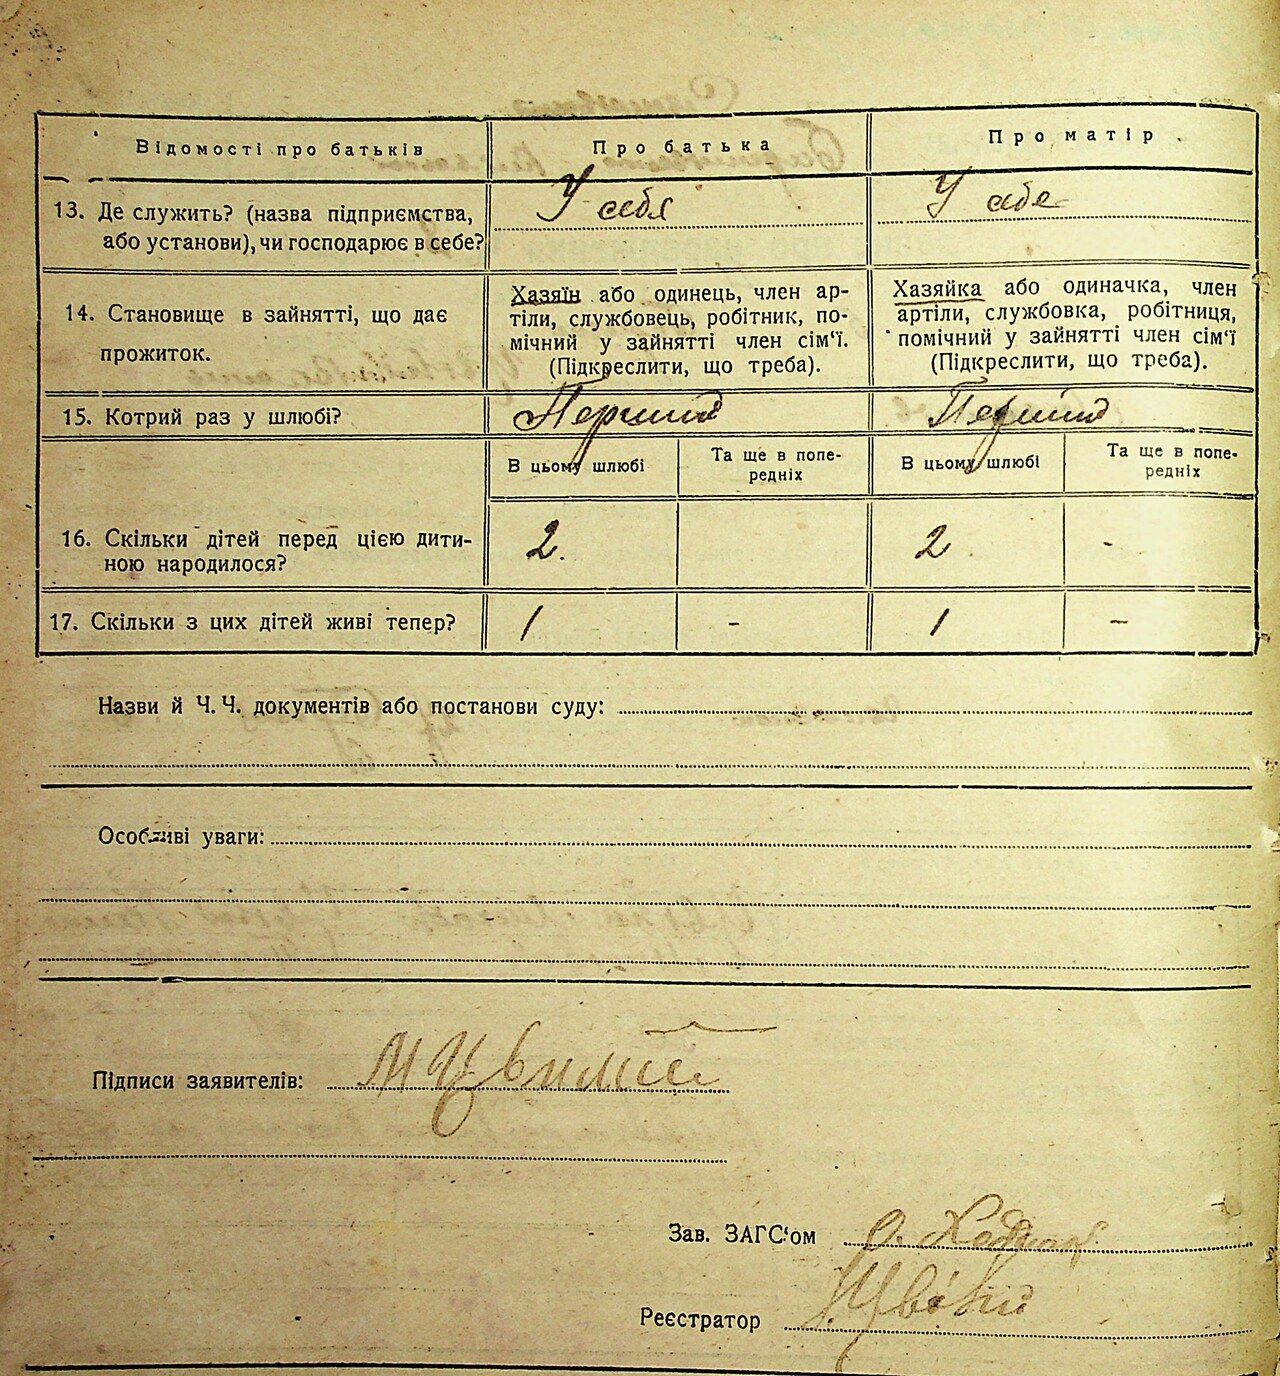 Відомості про батьків
Про батька
Про матір
13. Де служить? (назва підприємства,
або установи), чи господарює в себе?
У себя
У себе
14. Становище в зайнятті, що дає
прожиток.
Хазяїн або одинець, член ар-
тіли, службовець, робітник, по-
мічний у зайнятті член сім'ї.
(Підкреслити, що треба).
Хазяйка або одиначка, член
артіли, службовка, робітниця,
помічний у зайнятті член сім'ї
(Підкреслити, що треба).
15. Котрий раз у шлюбі?
Перший
Перший
В цьому шлюбі
Та ще в попе-
редніх
В цьому шлюбі
Та ще в попе-
редніх
16. Скільки дітей перед цією дити-
ною народилося?
2.
2
-
17. Скільки з цих дітей живі тепер?
1
-
1
-
Назви й Ч.Ч. документів або постанови суду:
Особливі уваги:
Підписи заявителів:
Зав. ЗАГС'ом
Реєстратор